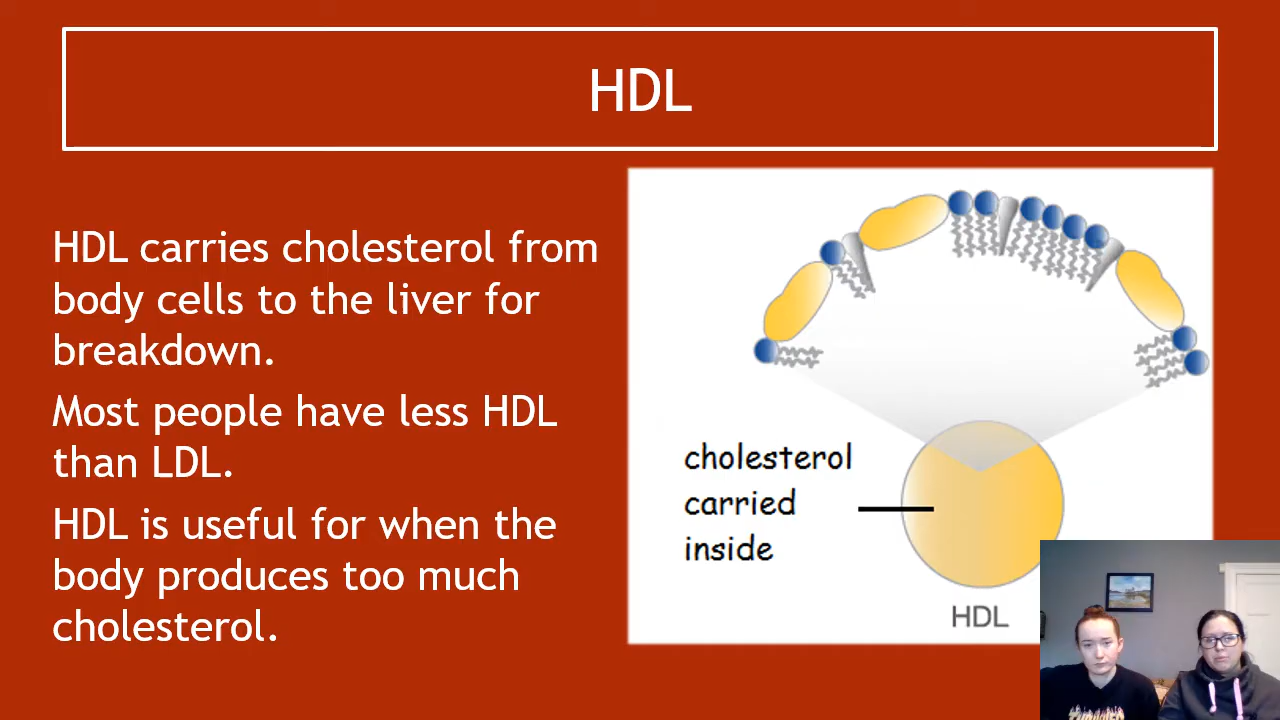 HDL
HDL carries cholesterol from
body cells to the liver for
breakdown.
Most people have less HDL
than LDL.
HDL is useful for when the
body produces too much
cholesterol.
cholesterol
carried
inside
HDL